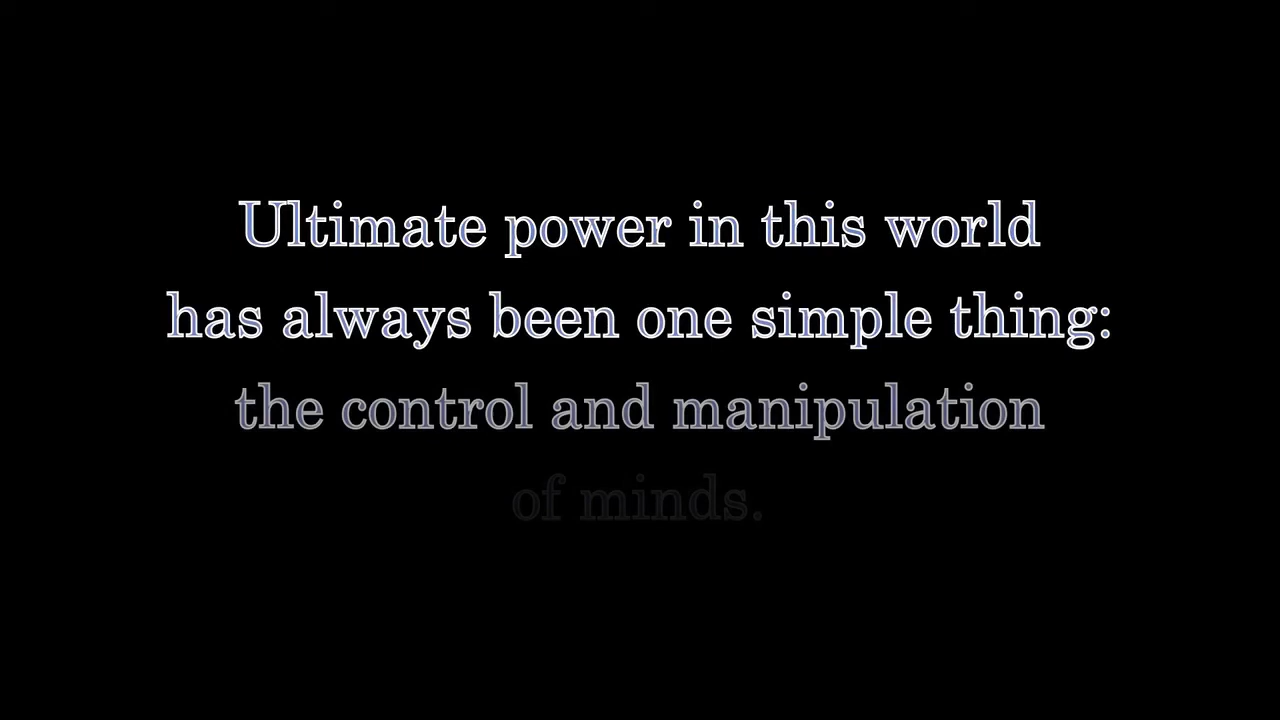 Ultimate power in this world
has always been one simple thing:
the control and manipulation
of minds.